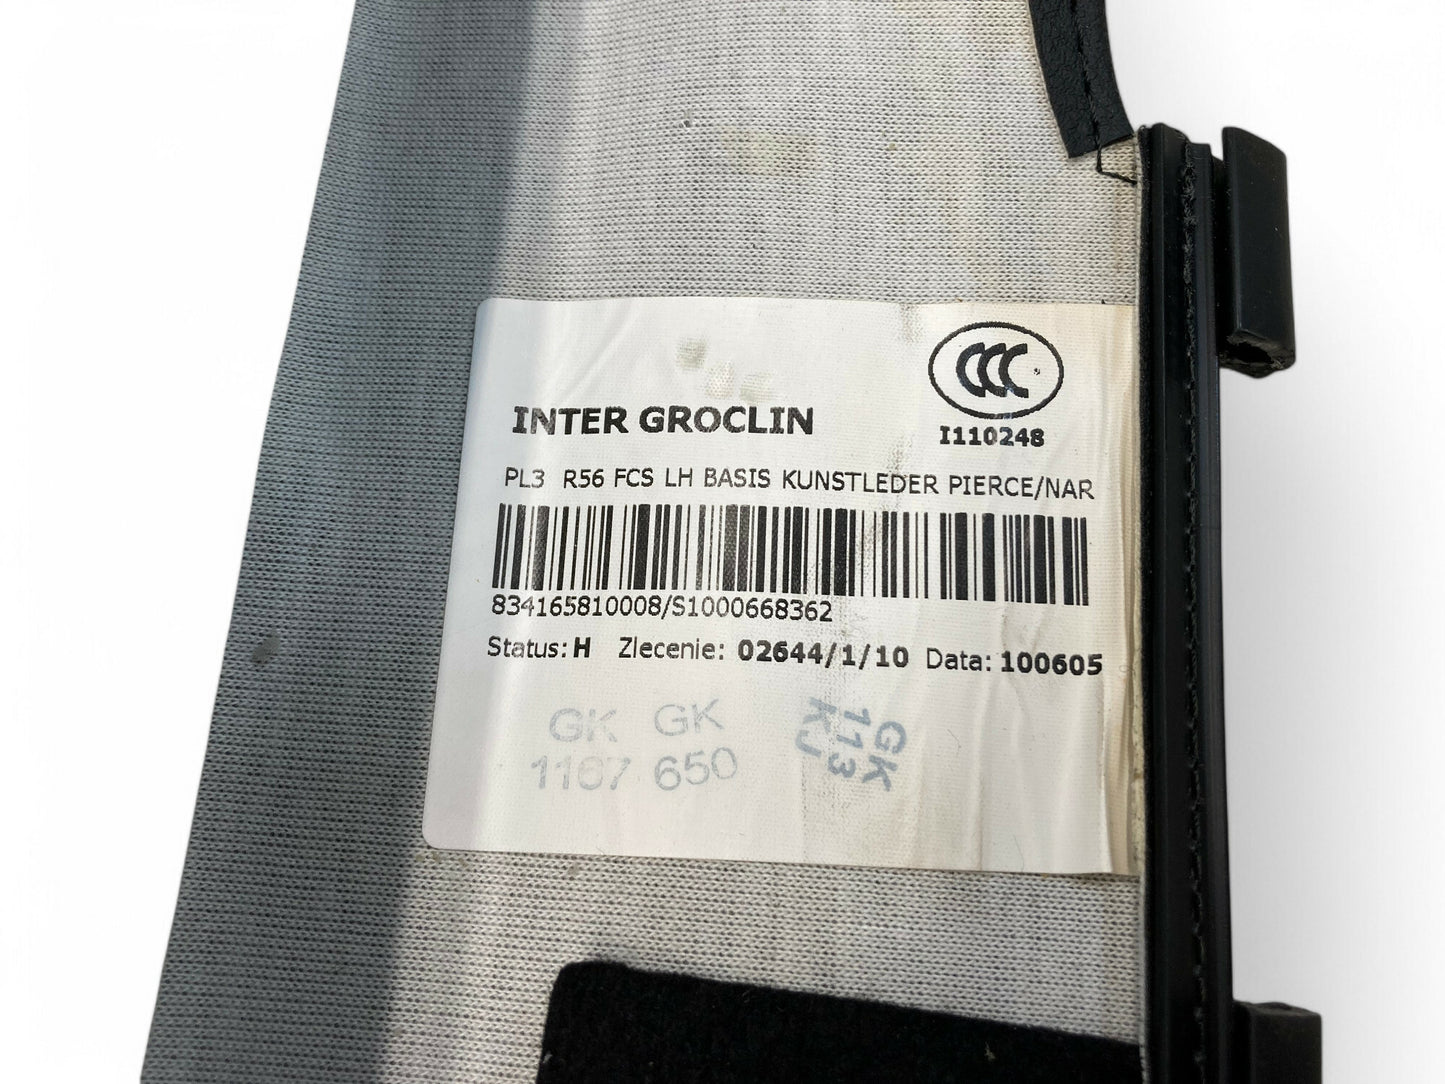 CCC
INTER GROCLIN
I110248
PL3 R56 FCS LH BASIS KUNSTLEDER PIERCE/NAR
834165810008/S1000668362
Status: H Zlecenie: 02644/1/10 Data: 100605
GK GK
1167 650
GK
113
KJ